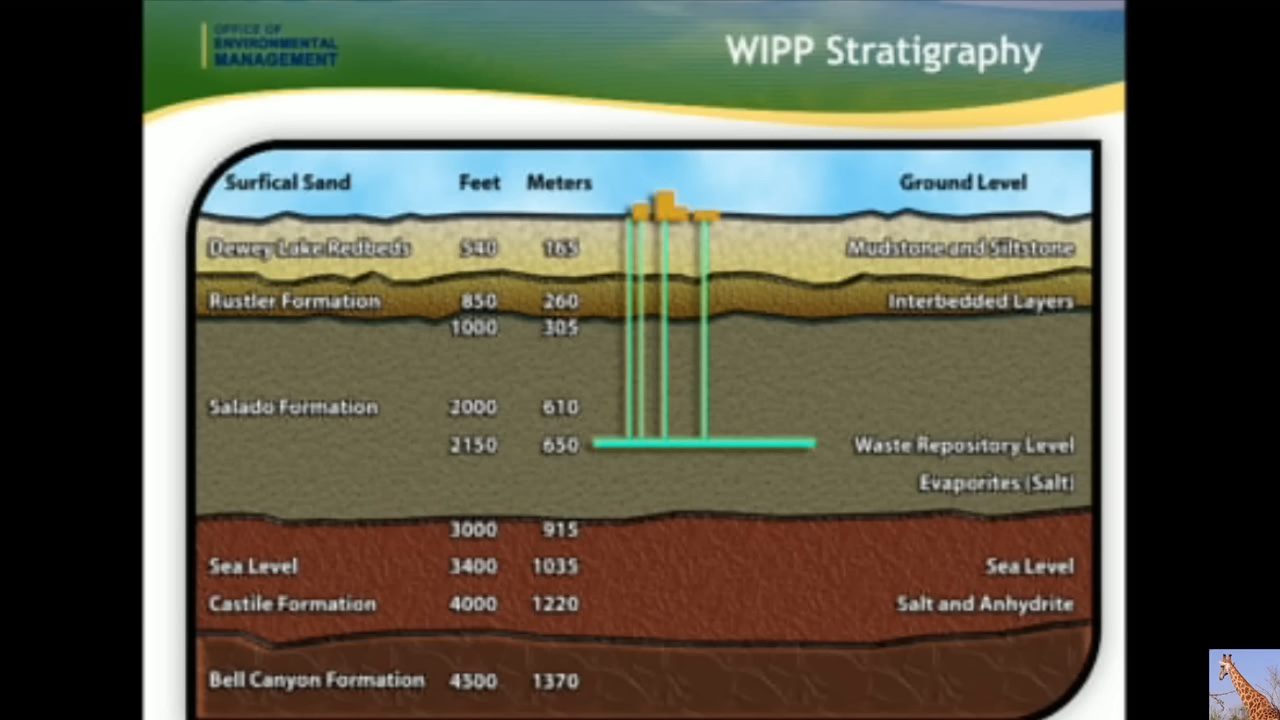 OFFICE OF
ENVIRONMENTAL
MANAGEMENT
WIPP Stratigraphy
Surfical Sand Feet Meters Ground Level
Dewey Lake Redbeds 540 165 Mudstone and Siltstone
Rustler Formation 850 260 Interbedded Layers
1000 305
Salado Formation 2000 610
2150 650 Waste Repository Level
Evaporites (Salt)
3000 915
Sea Level 3400 1035 Sea Level
Castile Formation 4000 1220 Salt and Anhydrite
Bell Canyon Formation 4500 1370